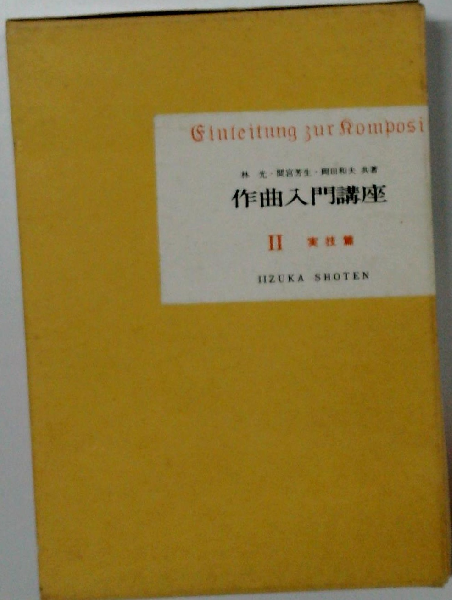 Einleitung zur Komposi
林 光・間宮芳生・岡田和夫 共著
作曲入門講座
II 実技篇
IIZUKA SHOTEN